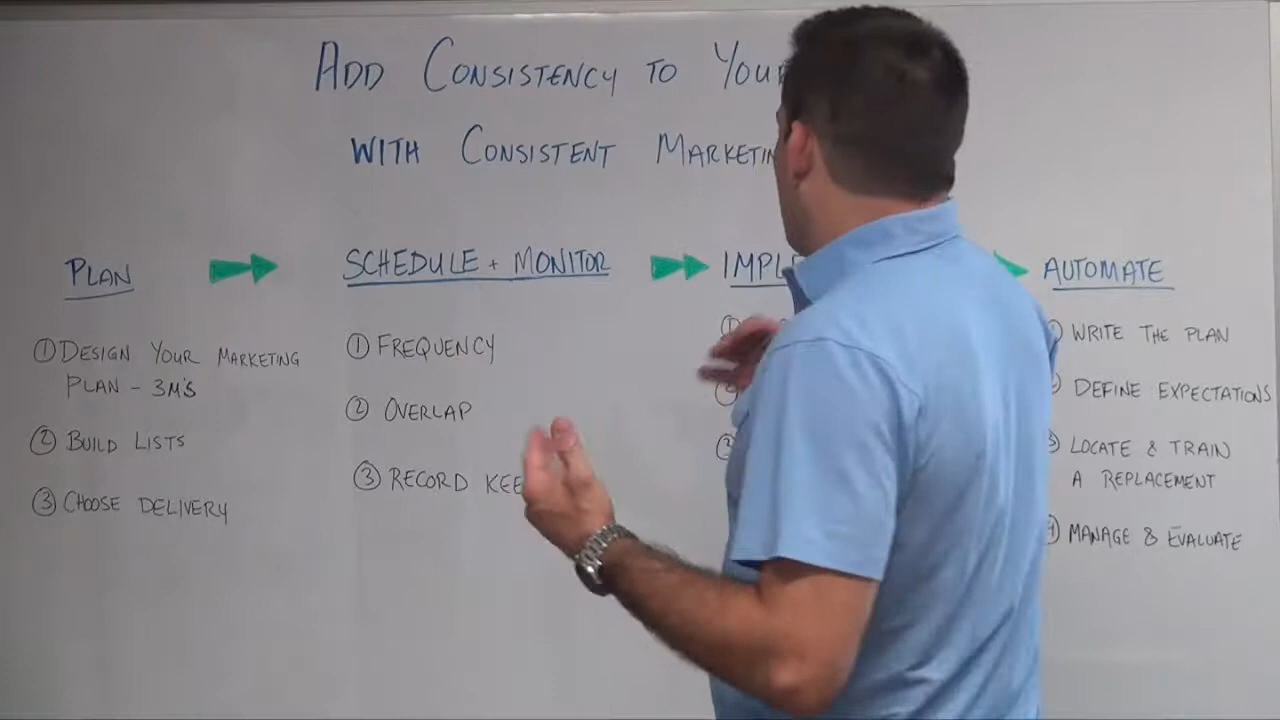 ADD CONSISTENCY TO YOUR
WITH CONSISTENT MARKETIN
PLAN
① DESIGN YOUR MARKETING
PLAN - 3M'S
② BUILD LISTS
③ CHOOSE DELIVERY
SCHEDULE + MONITOR
① FREQUENCY
② OVERLAP
③ RECORD KEE
IMPLE
①
AUTOMATE
WRITE THE PLAN
DEFINE EXPECTATIONS
LOCATE & TRAIN
A REPLACEMENT
MANAGE & EVALUATE